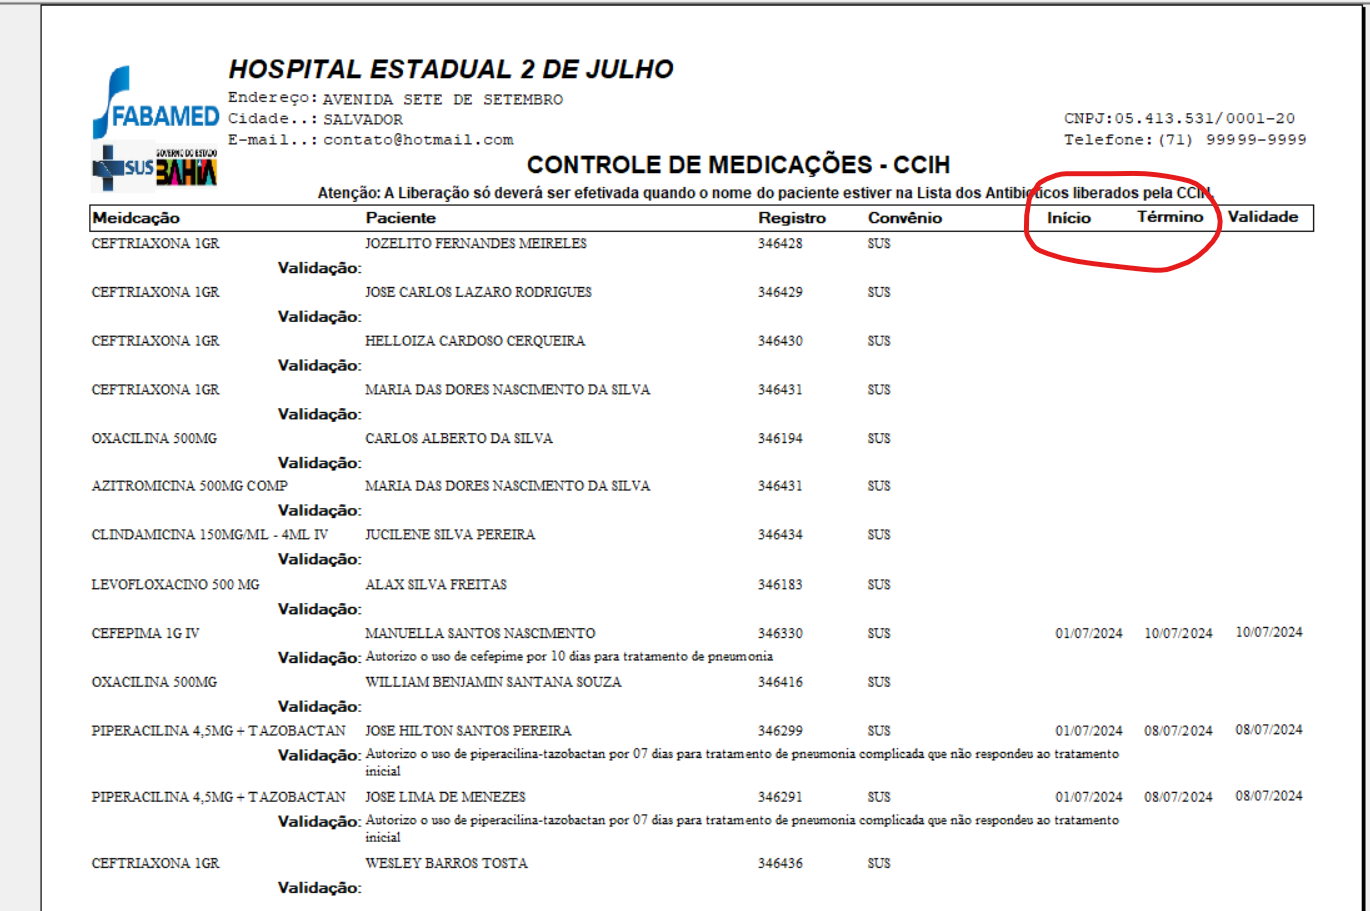 HOSPITAL ESTADUAL 2 DE JULHO
FABAMED
Endereço: AVENIDA SETE DE SETEMBRO
Cidade..: SALVADOR
CNPJ:05.413.531/0001-20
E-mail..: contato@hotmail.com
Telefone: (71) 99999-9999
SUS GOVERNO DO ESTADO BAHIA
CONTROLE DE MEDICAÇÕES - CCIH
Atenção: A Liberação só deverá ser efetivada quando o nome do paciente estiver na Lista dos Antibióticos liberados pela CCIH.
Meidcação Paciente Registro Convênio Início Término Validade
CEFTRIAXONA 1GR JOZELITO FERNANDES MEIRELES 346428 SUS
Validação:
CEFTRIAXONA 1GR JOSE CARLOS LAZARO RODRIGUES 346429 SUS
Validação:
CEFTRIAXONA 1GR HELLOIZA CARDOSO CERQUEIRA 346430 SUS
Validação:
CEFTRIAXONA 1GR MARIA DAS DORES NASCIMENTO DA SILVA 346431 SUS
Validação:
OXACILINA 500MG CARLOS ALBERTO DA SILVA 346194 SUS
Validação:
AZITROMICINA 500MG COMP MARIA DAS DORES NASCIMENTO DA SILVA 346431 SUS
Validação:
CLINDAMICINA 150MG/ML - 4ML IV JUCILENE SILVA PEREIRA 346434 SUS
Validação:
LEVOFLOXACINO 500 MG ALAX SILVA FREITAS 346183 SUS
Validação:
CEFEPIMA 1G IV MANUELLA SANTOS NASCIMENTO 346330 SUS 01/07/2024 10/07/2024 10/07/2024
Validação: Autorizo o uso de cefepime por 10 dias para tratamento de pneumonia
OXACILINA 500MG WILLIAM BENJAMIN SANTANA SOUZA 346416 SUS
Validação:
PIPERACILINA 4,5MG + TAZOBACTAN JOSE HILTON SANTOS PEREIRA 346299 SUS 01/07/2024 08/07/2024 08/07/2024
Validação: Autorizo o uso de piperacilina-tazobactan por 07 dias para tratamento de pneumonia complicada que não respondeu ao tratamento
inicial
PIPERACILINA 4,5MG + TAZOBACTAN JOSE LIMA DE MENEZES 346291 SUS 01/07/2024 08/07/2024 08/07/2024
Validação: Autorizo o uso de piperacilina-tazobactan por 07 dias para tratamento de pneumonia complicada que não respondeu ao tratamento
inicial
CEFTRIAXONA 1GR WESLEY BARROS TOSTA 346436 SUS
Validação: